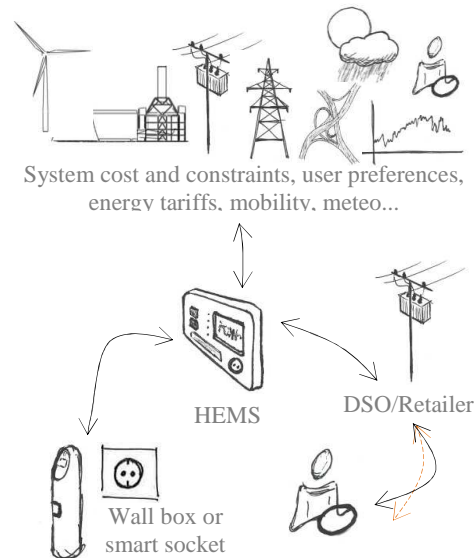 System cost and constraints, user preferences,
energy tariffs, mobility, meteo...
HEMS
DSO/Retailer
Wall box or
smart socket